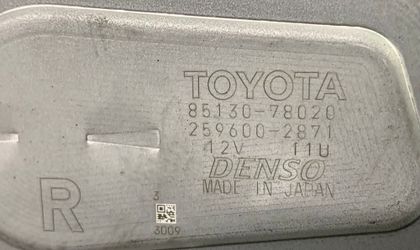 TOYOTA
85130-78020
259600-2871
12V 11U
DENSO
MADE IN JAPAN
R
3
3009